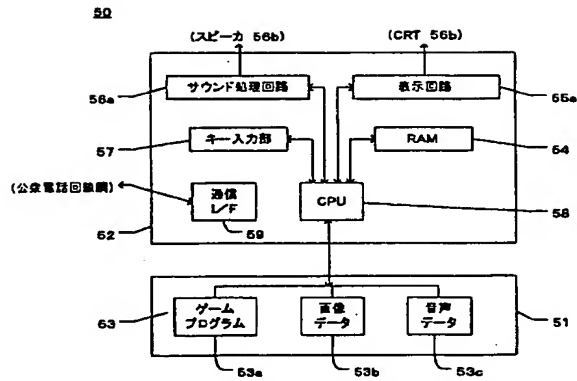 50
(スピーカ 56b)
(CRT 56b)
56a
サウンド処理回路
表示回路
55a
57
キー入力部
RAM
54
(公衆電話回線網)
通信
I/F
CPU
58
52
59
53
ゲーム
プログラム
画像
データ
音声
データ
51
53a
53b
53c